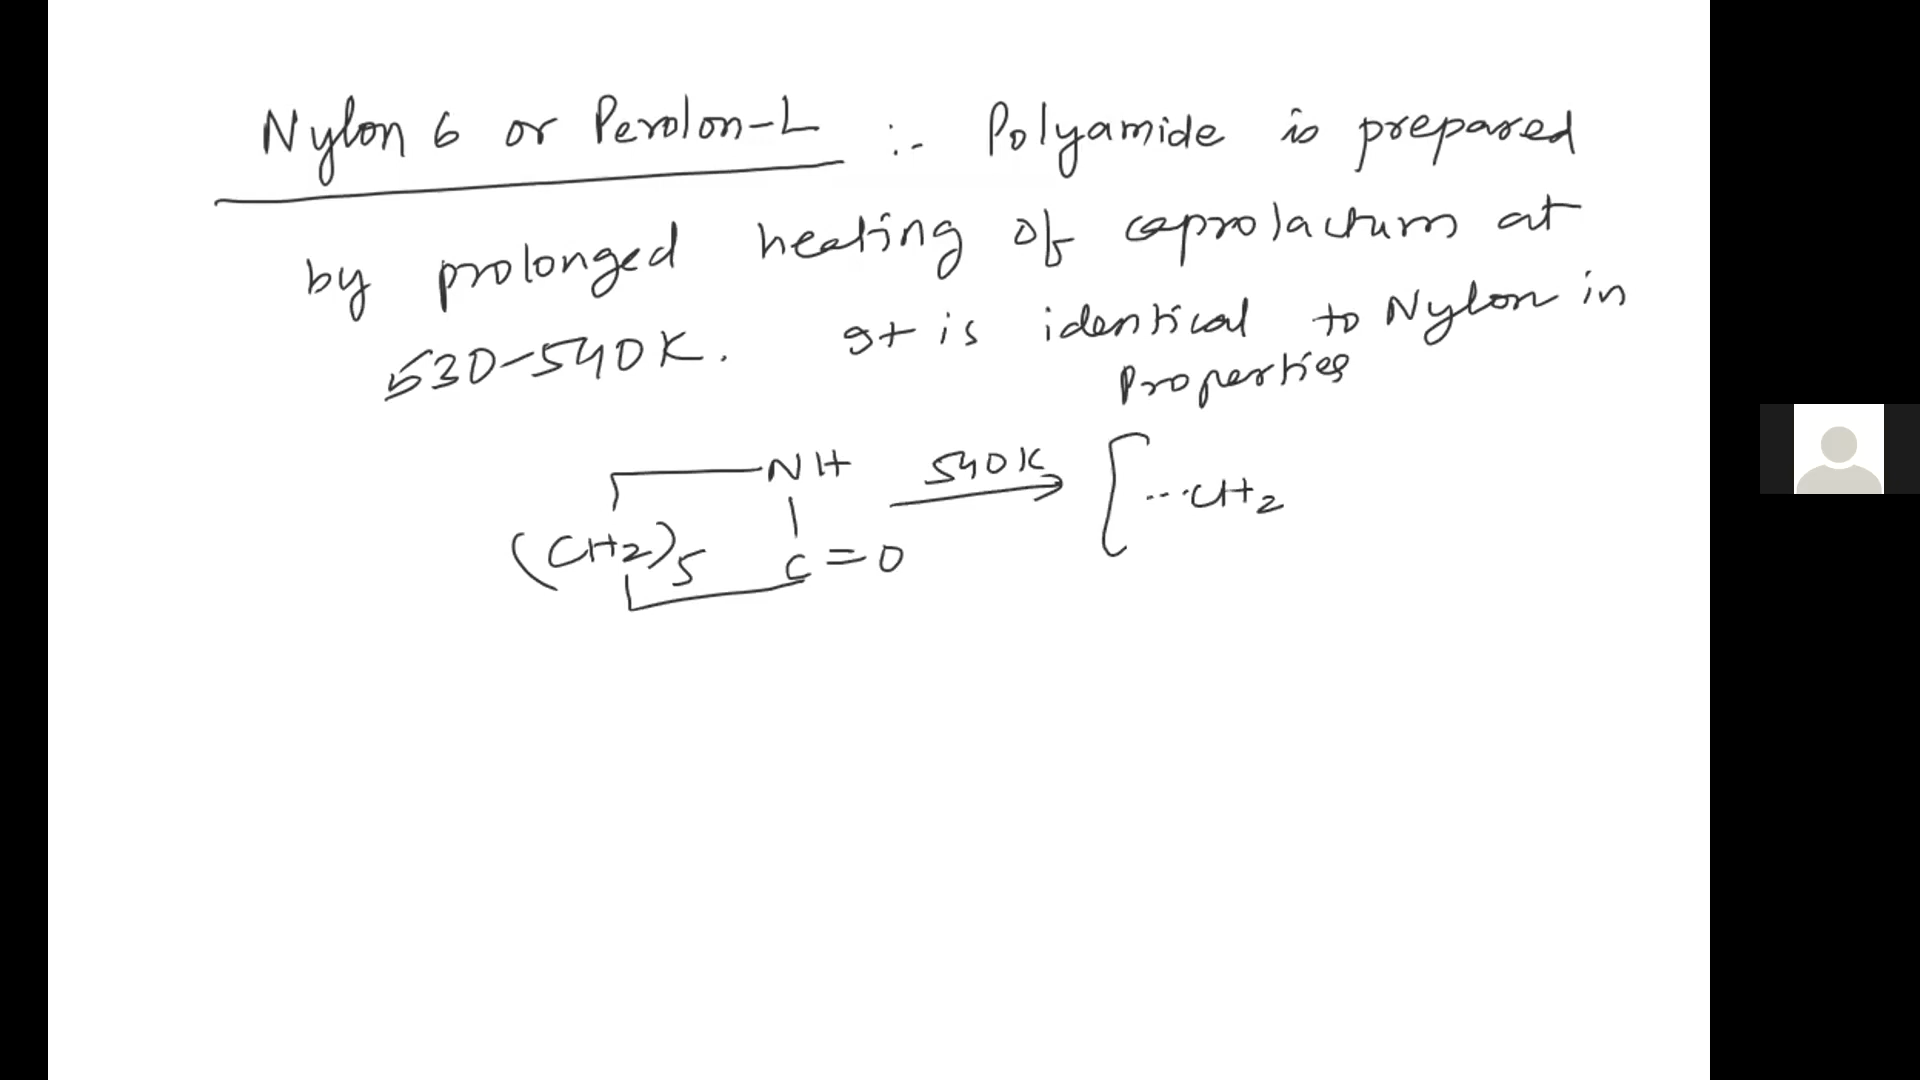 Nylon 6 or Perolon-L :- Polyamide is prepared
by prolonged heating of caprolactum at
530-540K. It is identical to Nylon in
Properties
NH 540K [...CH2
(CH2)5 C=O